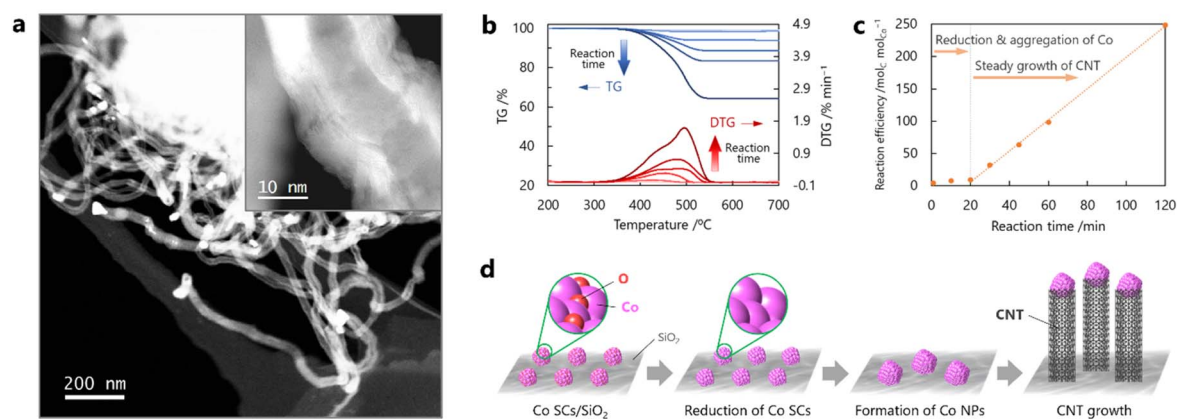 a
200 nm
10 nm
b
TG /%
100
80
60
40
20
Reaction
time
TG
DTG
Reaction
time
4.9
3.9
2.9
1.9
0.9
-0.1
DTG /% min⁻¹
200 300 400 500 600 700
Temperature /ºC
c
Reaction efficiency /mol_C mol_Co⁻¹
250
200
150
100
50
0
Reduction & aggregation of Co
Steady growth of CNT
0 20 40 60 80 100 120
Reaction time /min
d
O
Co
SiO₂
CNT
Co SCs/SiO₂
Reduction of Co SCs
Formation of Co NPs
CNT growth